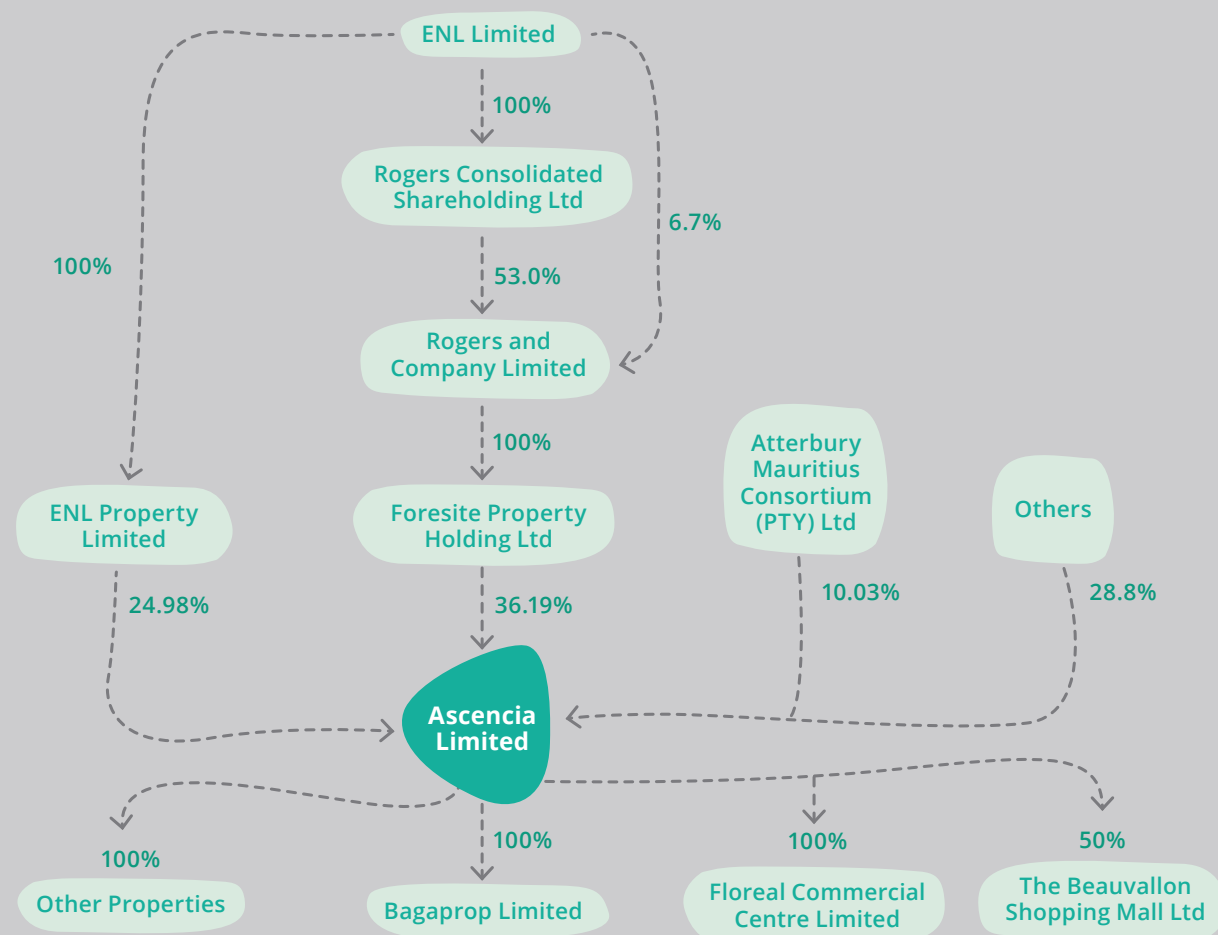 ENL Limited
100%
Rogers Consolidated
Shareholding Ltd
6.7%
100%
53.0%
Rogers and
Company Limited
100%
Atterbury
Mauritius
Consortium
(PTY) Ltd
Others
ENL Property
Limited
Foresite Property
Holding Ltd
24.98%
36.19%
10.03%
28.8%
Ascencia
Limited
100%
100%
100%
50%
Other Properties
Bagaprop Limited
Floreal Commercial
Centre Limited
The Beauvallon
Shopping Mall Ltd